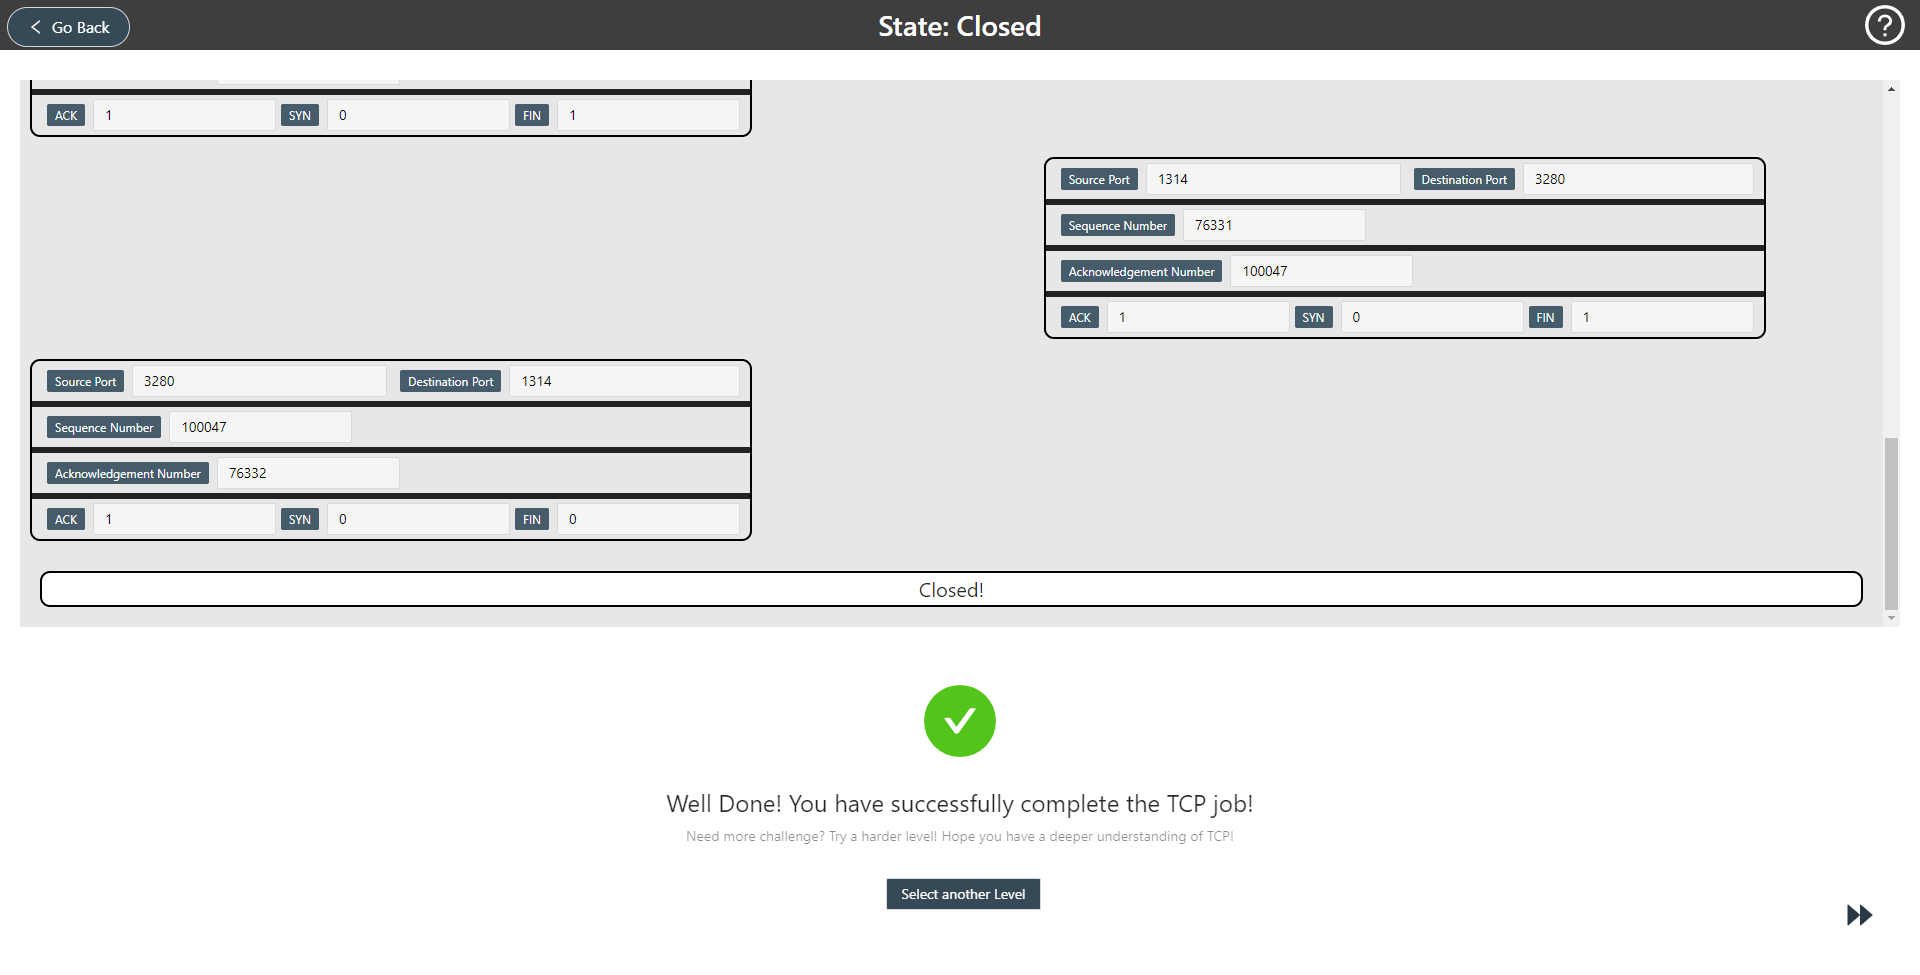 Go Back
State: Closed
ACK 1 SYN 0 FIN 1
Source Port 1314 Destination Port 3280
Sequence Number 76331
Acknowledgement Number 100047
ACK 1 SYN 0 FIN 1
Source Port 3280 Destination Port 1314
Sequence Number 100047
Acknowledgement Number 76332
ACK 1 SYN 0 FIN 0
Closed!
Well Done! You have successfully complete the TCP job!
Need more challenge? Try a harder level! Hope you have a deeper understanding of TCP!
Select another Level